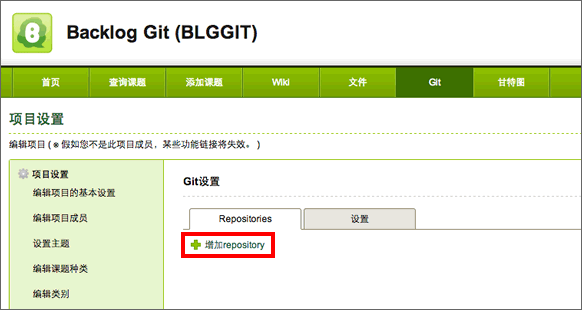 Backlog Git (BLGGIT)
首页 查询课题 添加课题 Wiki 文件 Git 甘特图
项目设置
编辑项目 ( ※ 假如您不是此项目成员，某些功能链接将失效。 )
项目设置
编辑项目的基本设置
编辑项目成员
设置主题
编辑课题种类
编辑类别
Git设置
Repositories 设置
增加repository